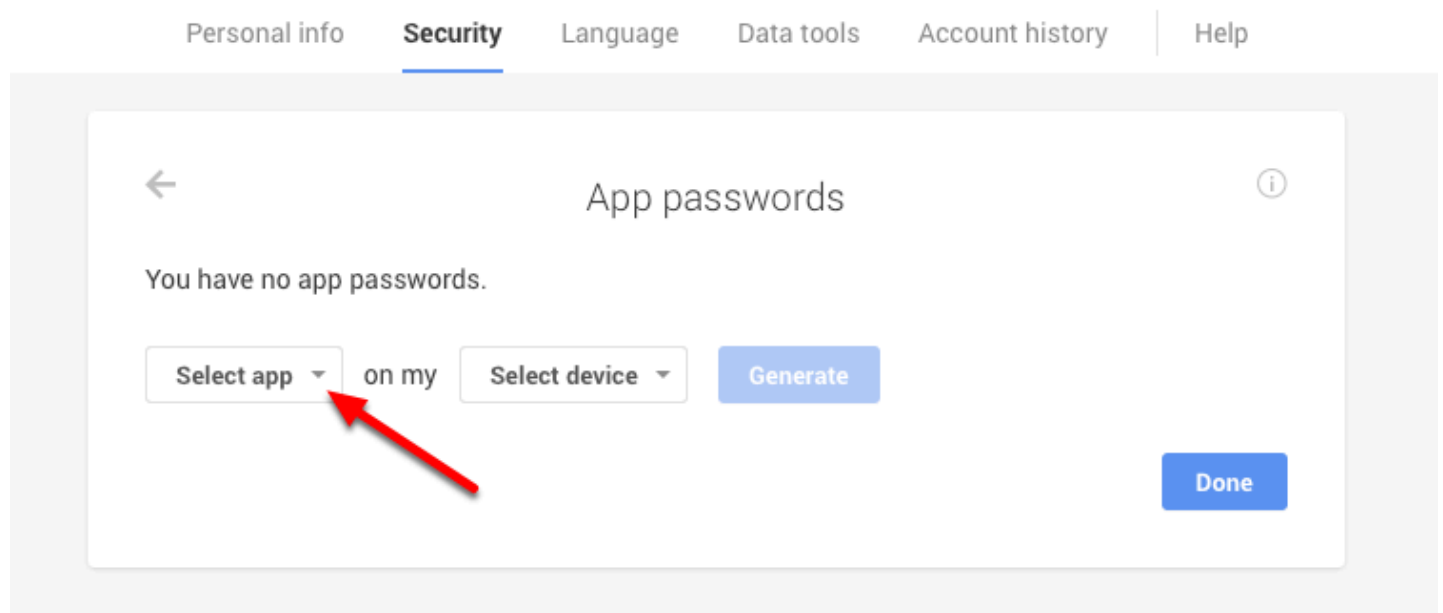 Personal info Security Language Data tools Account history Help
App passwords
You have no app passwords.
Select app on my Select device Generate
Done